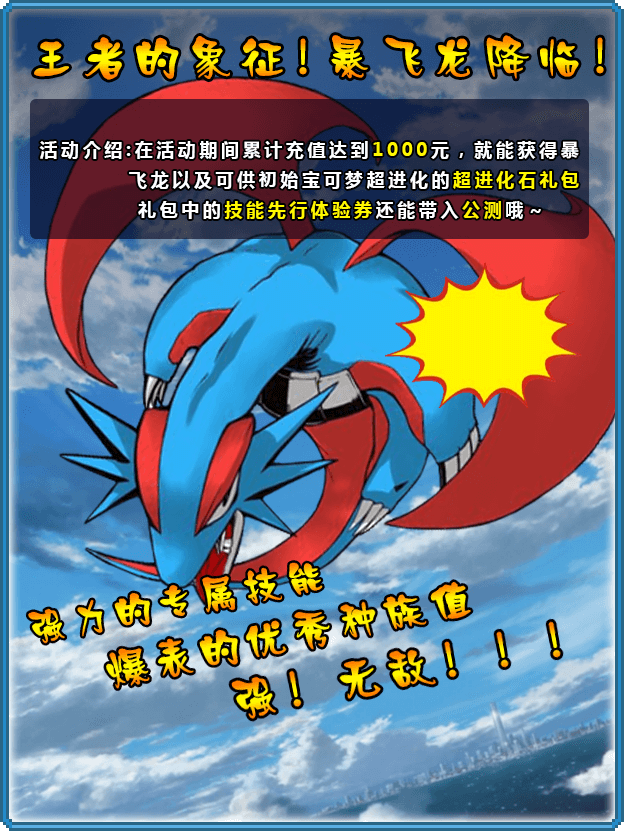 王者的象征！暴飞龙降临！
活动介绍:在活动期间累计充值达到1000元，就能获得暴
飞龙以及可供初始宝可梦超进化的超进化石礼包
礼包中的技能先行体验券还能带入公测哦～
强力的专属技能
爆表的优秀种族值
强！无敌！！！